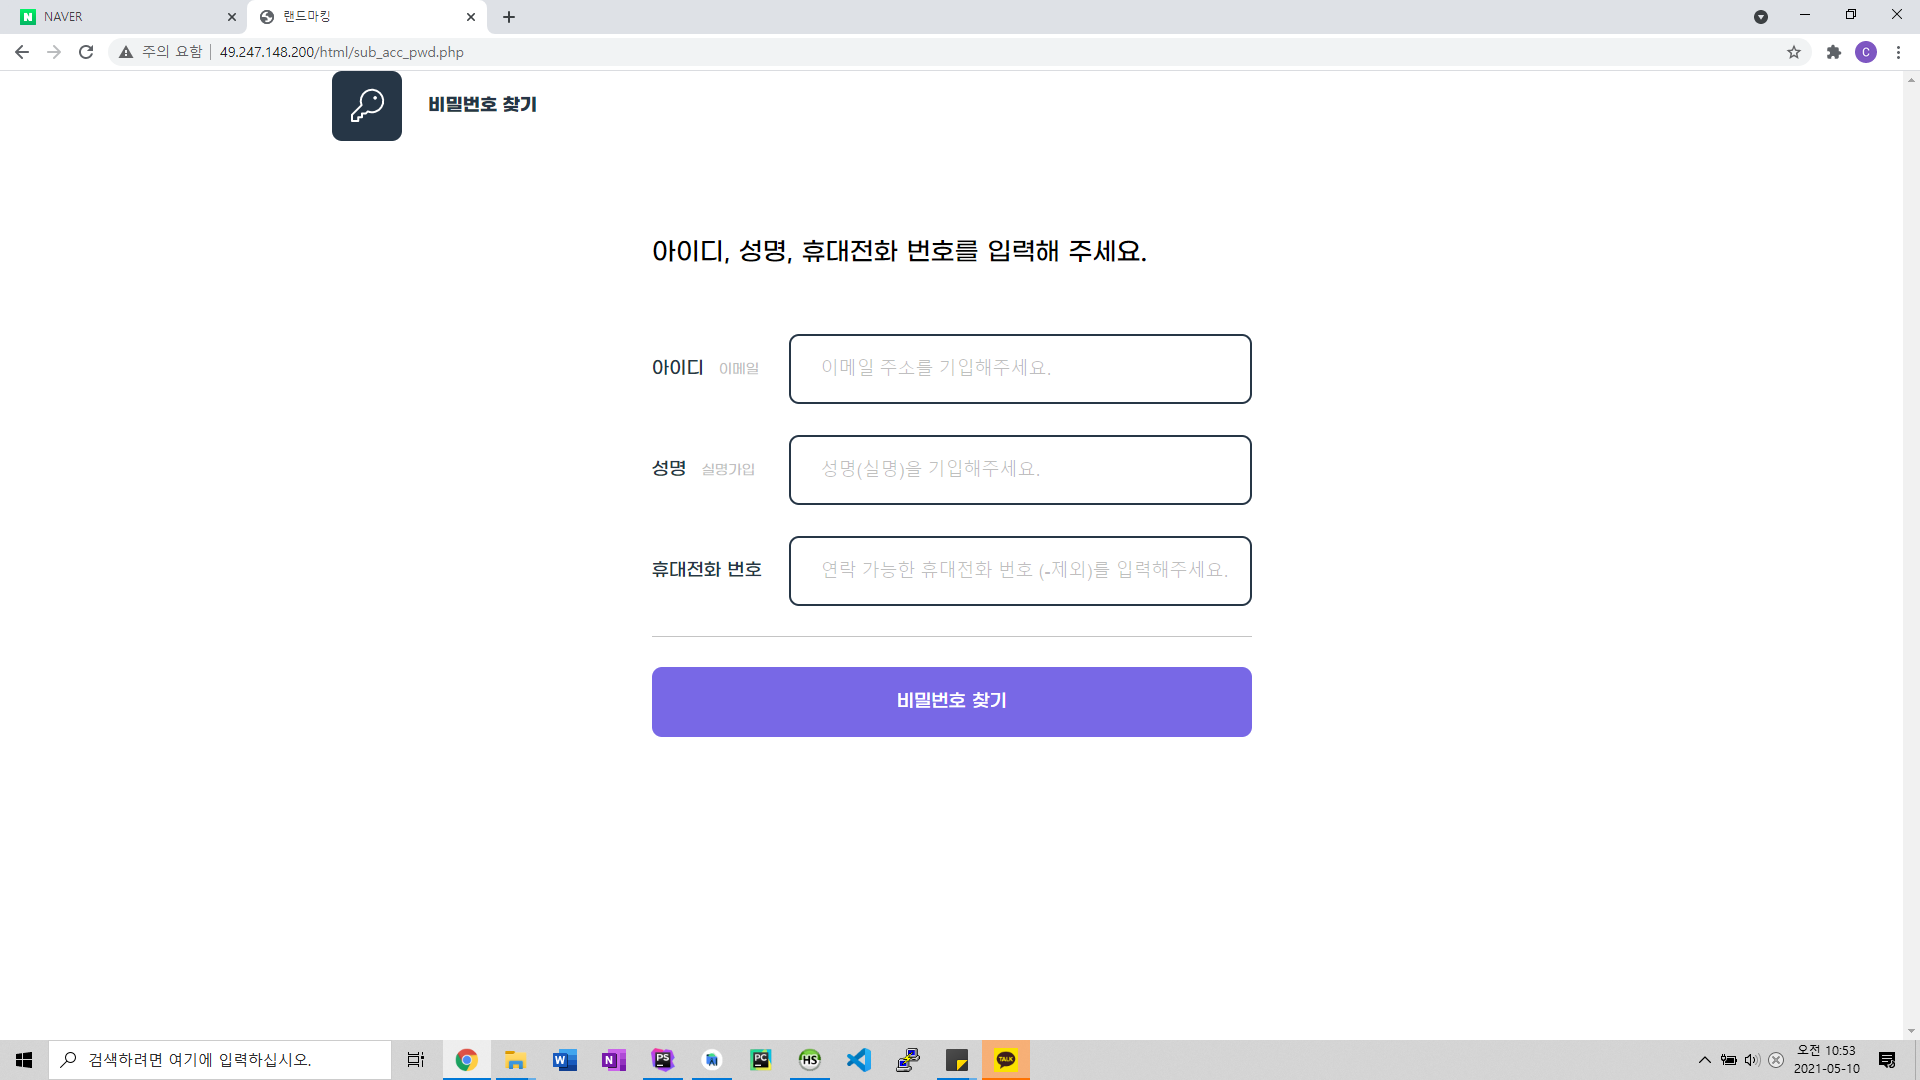 NAVER
랜드마킹
주의 요함
49.247.148.200/html/sub_acc_pwd.php
C
비밀번호 찾기
아이디, 성명, 휴대전화 번호를 입력해 주세요.
아이디 이메일
이메일 주소를 기입해주세요.
성명 실명가입
성명(실명)을 기입해주세요.
휴대전화 번호
연락 가능한 휴대전화 번호 (-제외)를 입력해주세요.
비밀번호 찾기
검색하려면 여기에 입력하십시오.
오전 10:53
2021-05-10